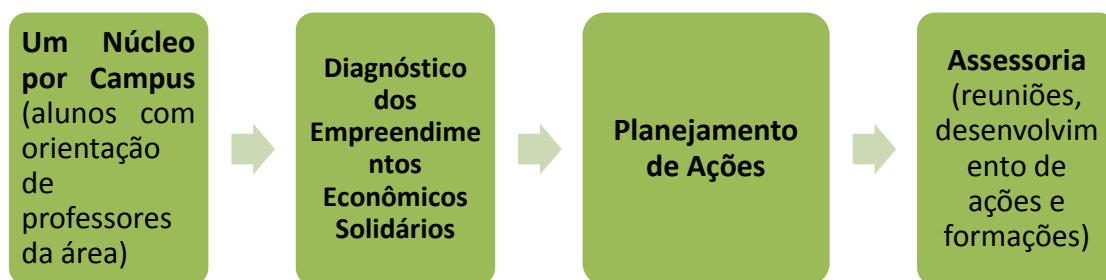 Um Núcleo
por Campus
(alunos com
orientação
de
professores
da área)
Diagnóstico
dos
Empreendime
ntos
Econômicos
Solidários
Planejamento
de Ações
Assessoria
(reuniões,
desenvolvim
ento de
ações e
formações)